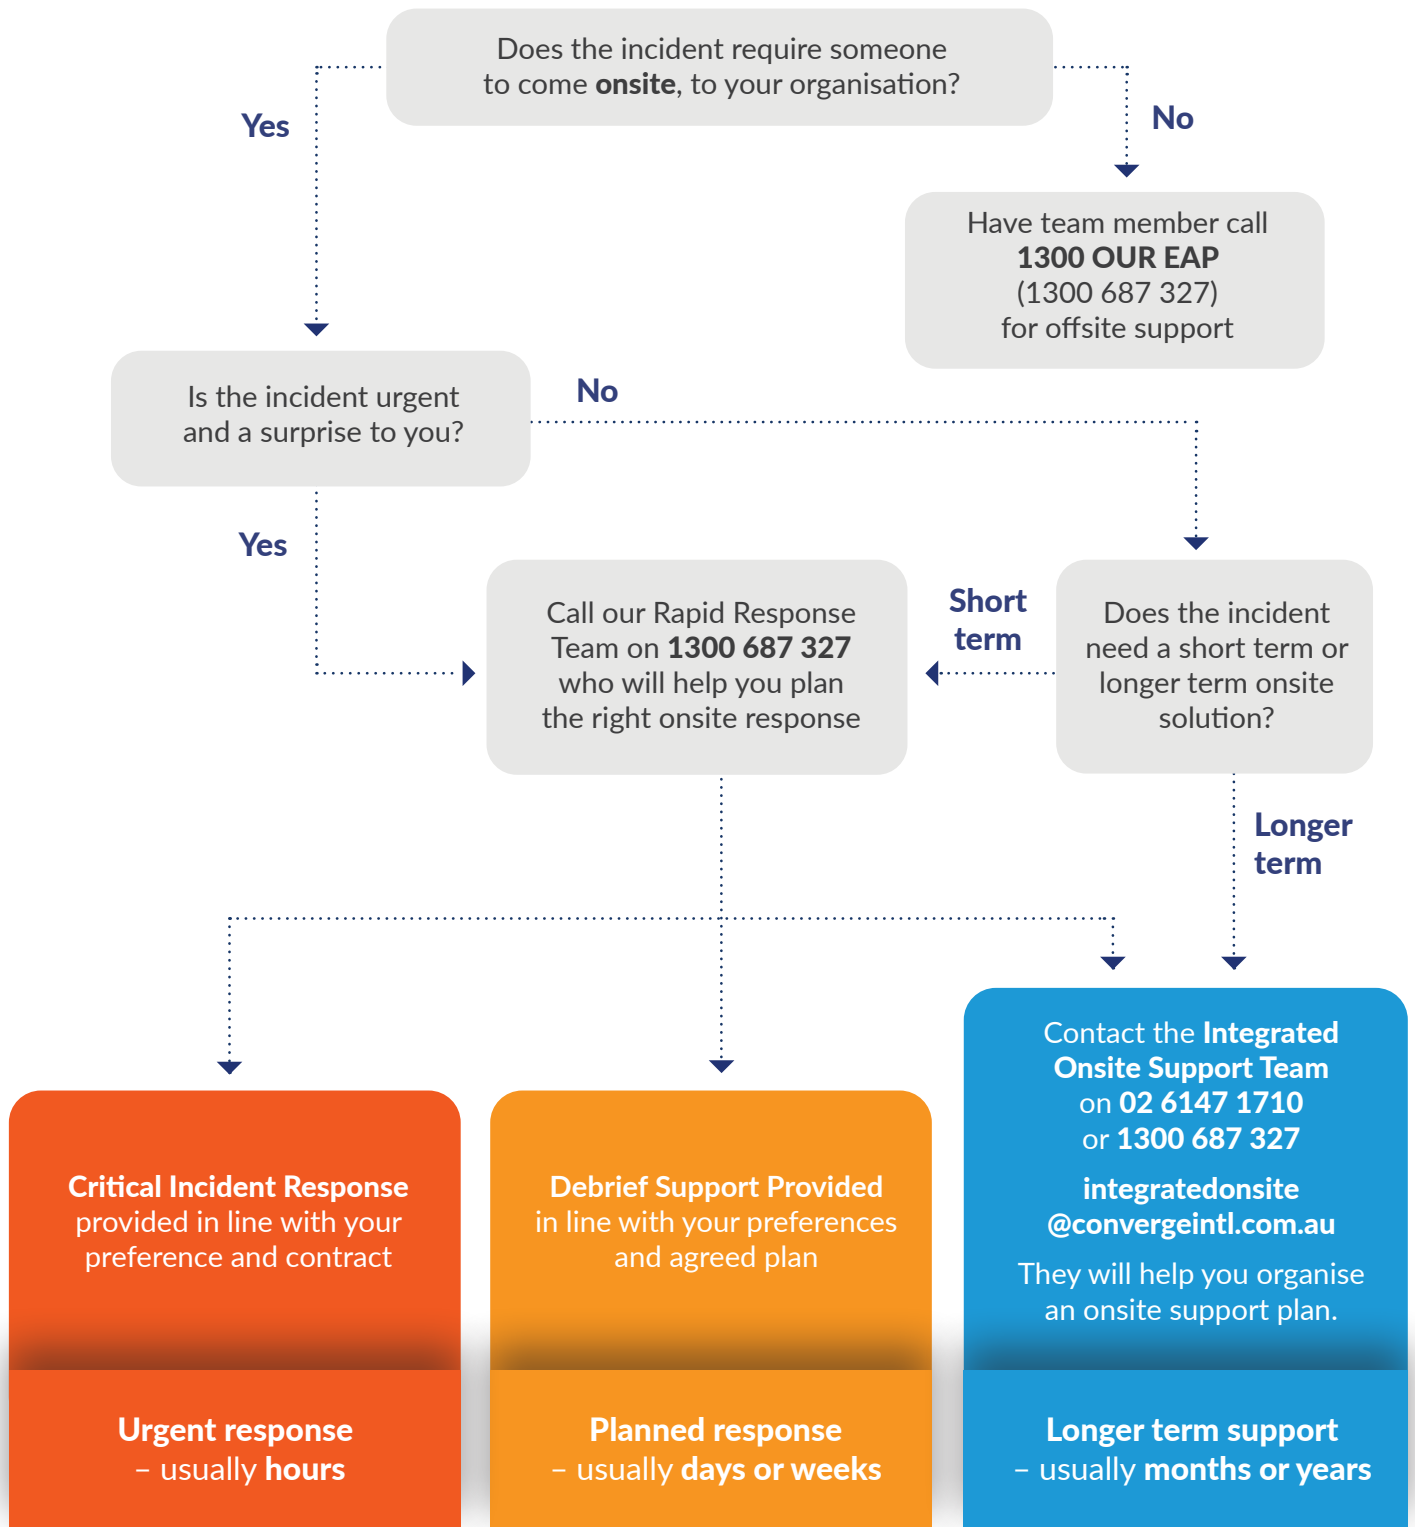 Does the incident require someone
to come onsite, to your organisation?
Yes
No
Have team member call
1300 OUR EAP
(1300 687 327)
for offsite support
Is the incident urgent
and a surprise to you?
No
Yes
Call our Rapid Response
Team on 1300 687 327
who will help you plan
the right onsite response
Short
term
Does the incident
need a short term or
longer term onsite
solution?
Longer
term
Critical Incident Response
provided in line with your
preference and contract
Urgent response
– usually hours
Debrief Support Provided
in line with your preferences
and agreed plan
Planned response
– usually days or weeks
Contact the Integrated
Onsite Support Team
on 02 6147 1710
or 1300 687 327
integratedonsite
@convergeintl.com.au
They will help you organise
an onsite support plan.
Longer term support
– usually months or years